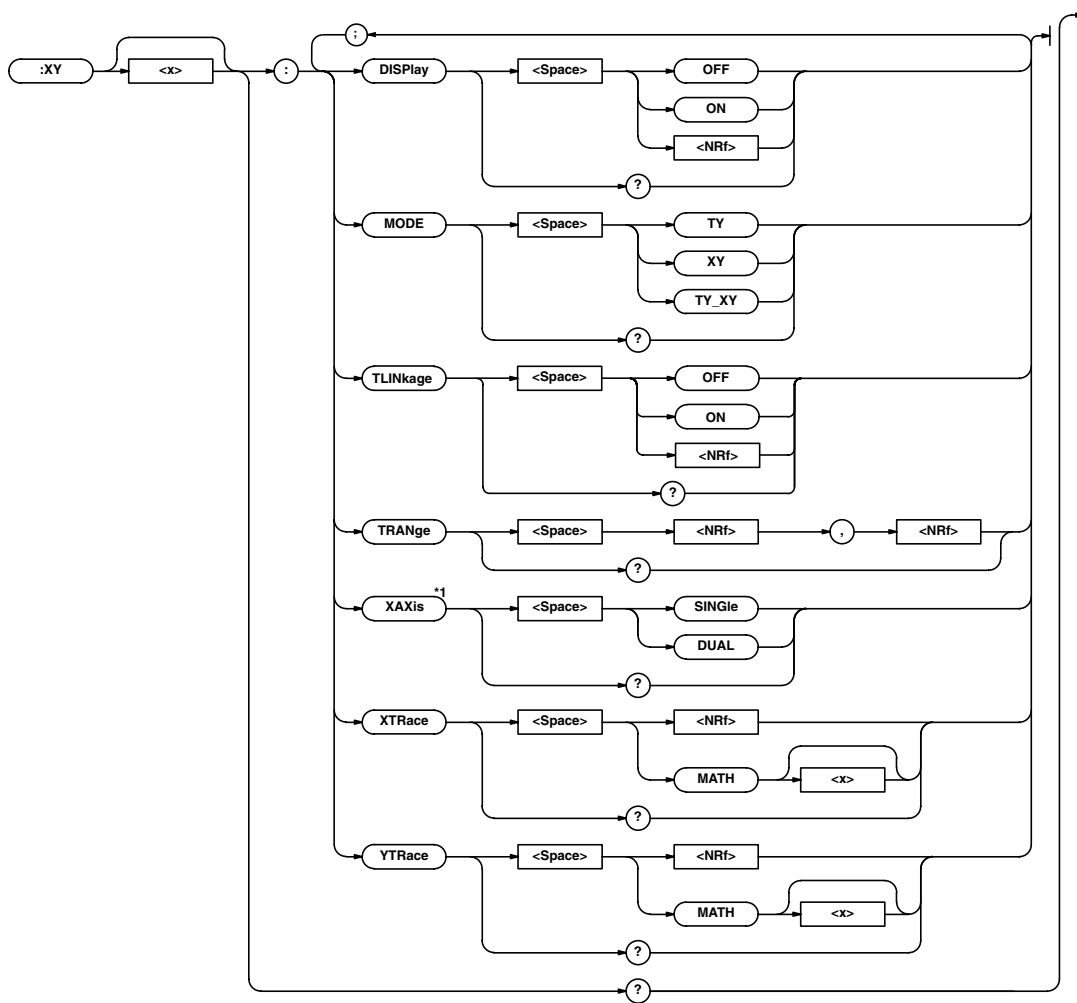 ;
:XY <x> : DISPlay <Space> OFF
ON
<NRf>
?
MODE <Space> TY
XY
TY_XY
?
TLINkage <Space> OFF
ON
<NRf>
?
TRANge <Space> <NRf> , <NRf>
?
XAXis *1 <Space> SINGle
DUAL
?
XTRace <Space> <NRf>
MATH <x>
?
YTRace <Space> <NRf>
MATH <x>
?
?